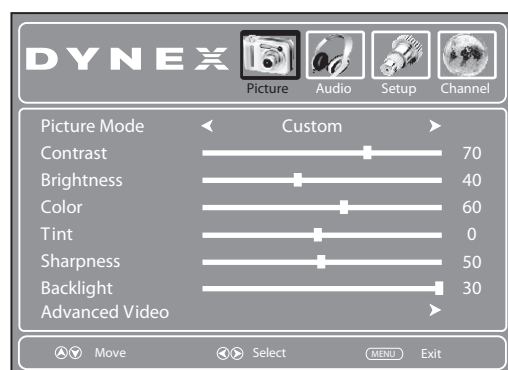 DYNEX
Picture Audio Setup Channel
Picture Mode Custom
Contrast 70
Brightness 40
Color 60
Tint 0
Sharpness 50
Backlight 30
Advanced Video
Move Select MENU Exit